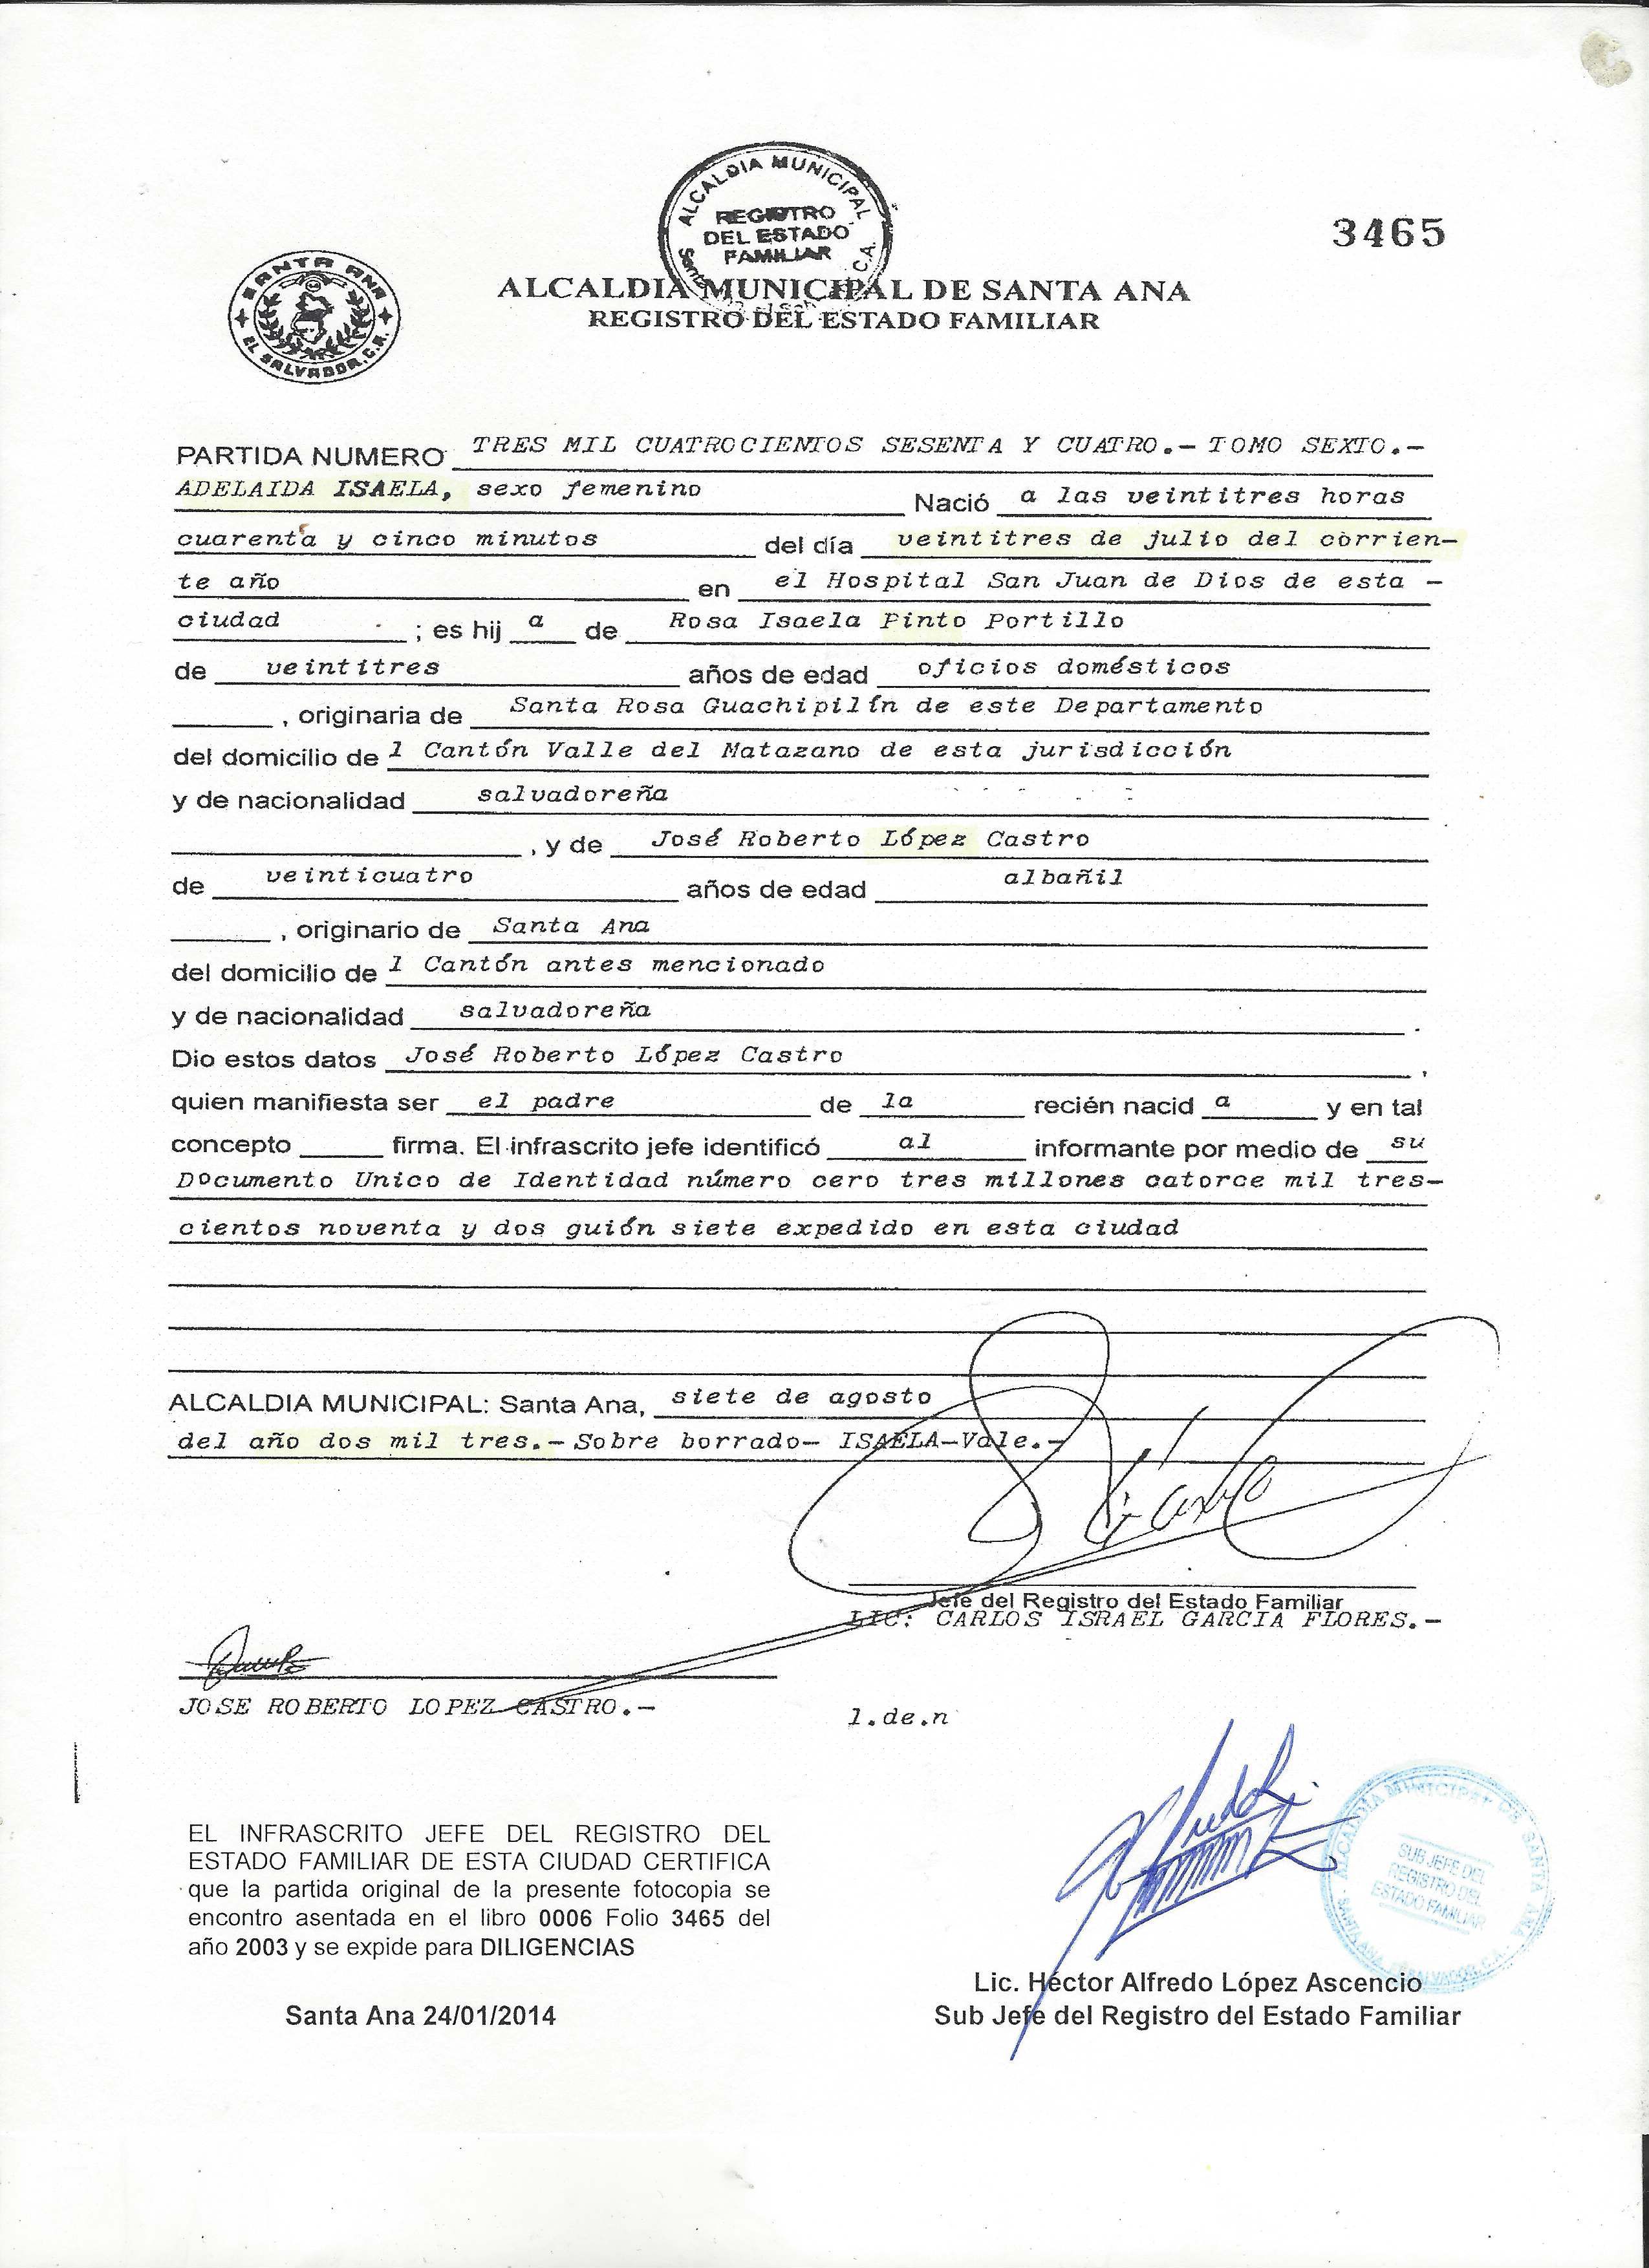 ALCALDIA MUNICIPAL
REGISTRO
DEL ESTADO
FAMILIAR
Santa C.A.
3465
SANTA ANA
EL SALVADOR, C.A.
ALCALDIA MUNICIPAL DE SANTA ANA
REGISTRO DEL ESTADO FAMILIAR
PARTIDA NUMERO TRES MIL CUATROCIENTOS SESENTA Y CUATRO.- TOMO SEXTO.-
ADELAIDA ISAELA, sexo femenino Nació a las veintitres horas
cuarenta y cinco minutos del día veintitres de julio del corrien-
te año en el Hospital San Juan de Dios de esta -
ciudad ; es hij a de Rosa Isaela Pinto Portillo
de veintitres años de edad oficios domésticos
, originaria de Santa Rosa Guachipilín de este Departamento
del domicilio de l Cantón Valle del Matazano de esta jurisdicción
y de nacionalidad salvadoreña
, y de José Roberto López Castro
de veinticuatro años de edad albañil
, originario de Santa Ana
del domicilio de l Cantón antes mencionado
y de nacionalidad salvadoreña .
Dio estos datos José Roberto López Castro ,
quien manifiesta ser el padre de la recién nacid a y en tal
concepto firma. El infrascrito jefe identificó al informante por medio de su
Documento Unico de Identidad número cero tres millones catorce mil tres-
cientos noventa y dos guión siete expedido en esta ciudad
ALCALDIA MUNICIPAL: Santa Ana, siete de agosto
del año dos mil tres.- Sobre borrado- ISAELA-Vale.-
Jefe del Registro del Estado Familiar
LIC: CARLOS ISRAEL GARCIA FLORES.-
JOSE ROBERTO LOPEZ CASTRO.-
l.de.n
EL INFRASCRITO JEFE DEL REGISTRO DEL
ESTADO FAMILIAR DE ESTA CIUDAD CERTIFICA
que la partida original de la presente fotocopia se
encontro asentada en el libro 0006 Folio 3465 del
año 2003 y se expide para DILIGENCIAS
Santa Ana 24/01/2014
ALCALDIA MUNICIPAL DE SANTA ANA
SUB JEFE DEL
REGISTRO DEL
ESTADO FAMILIAR
Lic. Héctor Alfredo López Ascencio
Sub Jefe del Registro del Estado Familiar